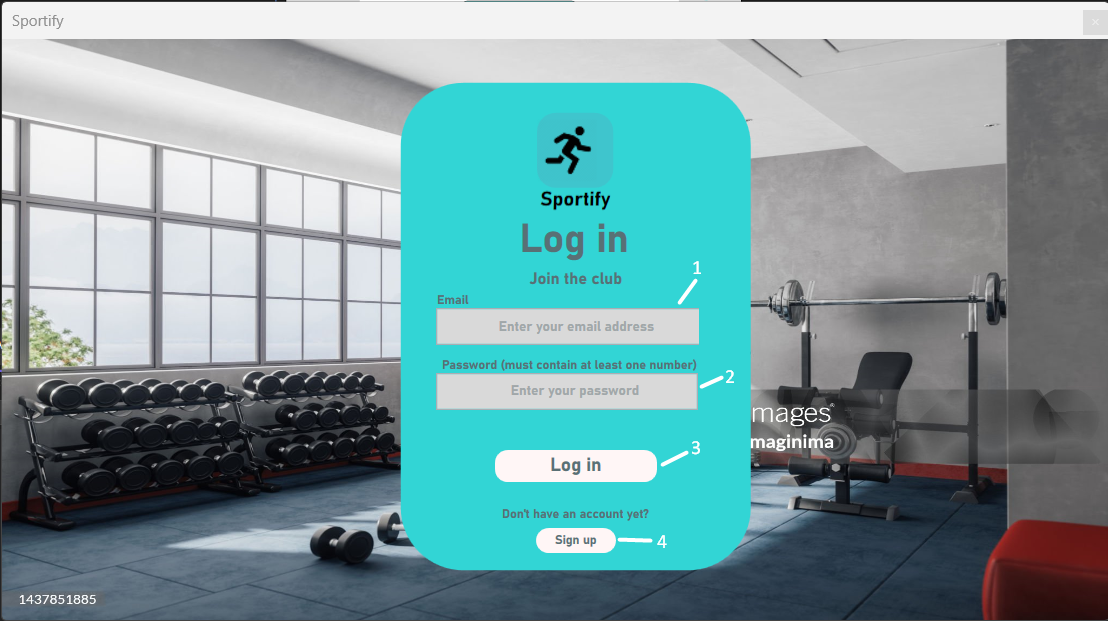 Sportify
Sportify
Log in
Join the club
1
Email
Enter your email address
Password (must contain at least one number)
2
Enter your password
mages
maginima
3
Log in
Don't have an account yet?
Sign up
4
1437851885